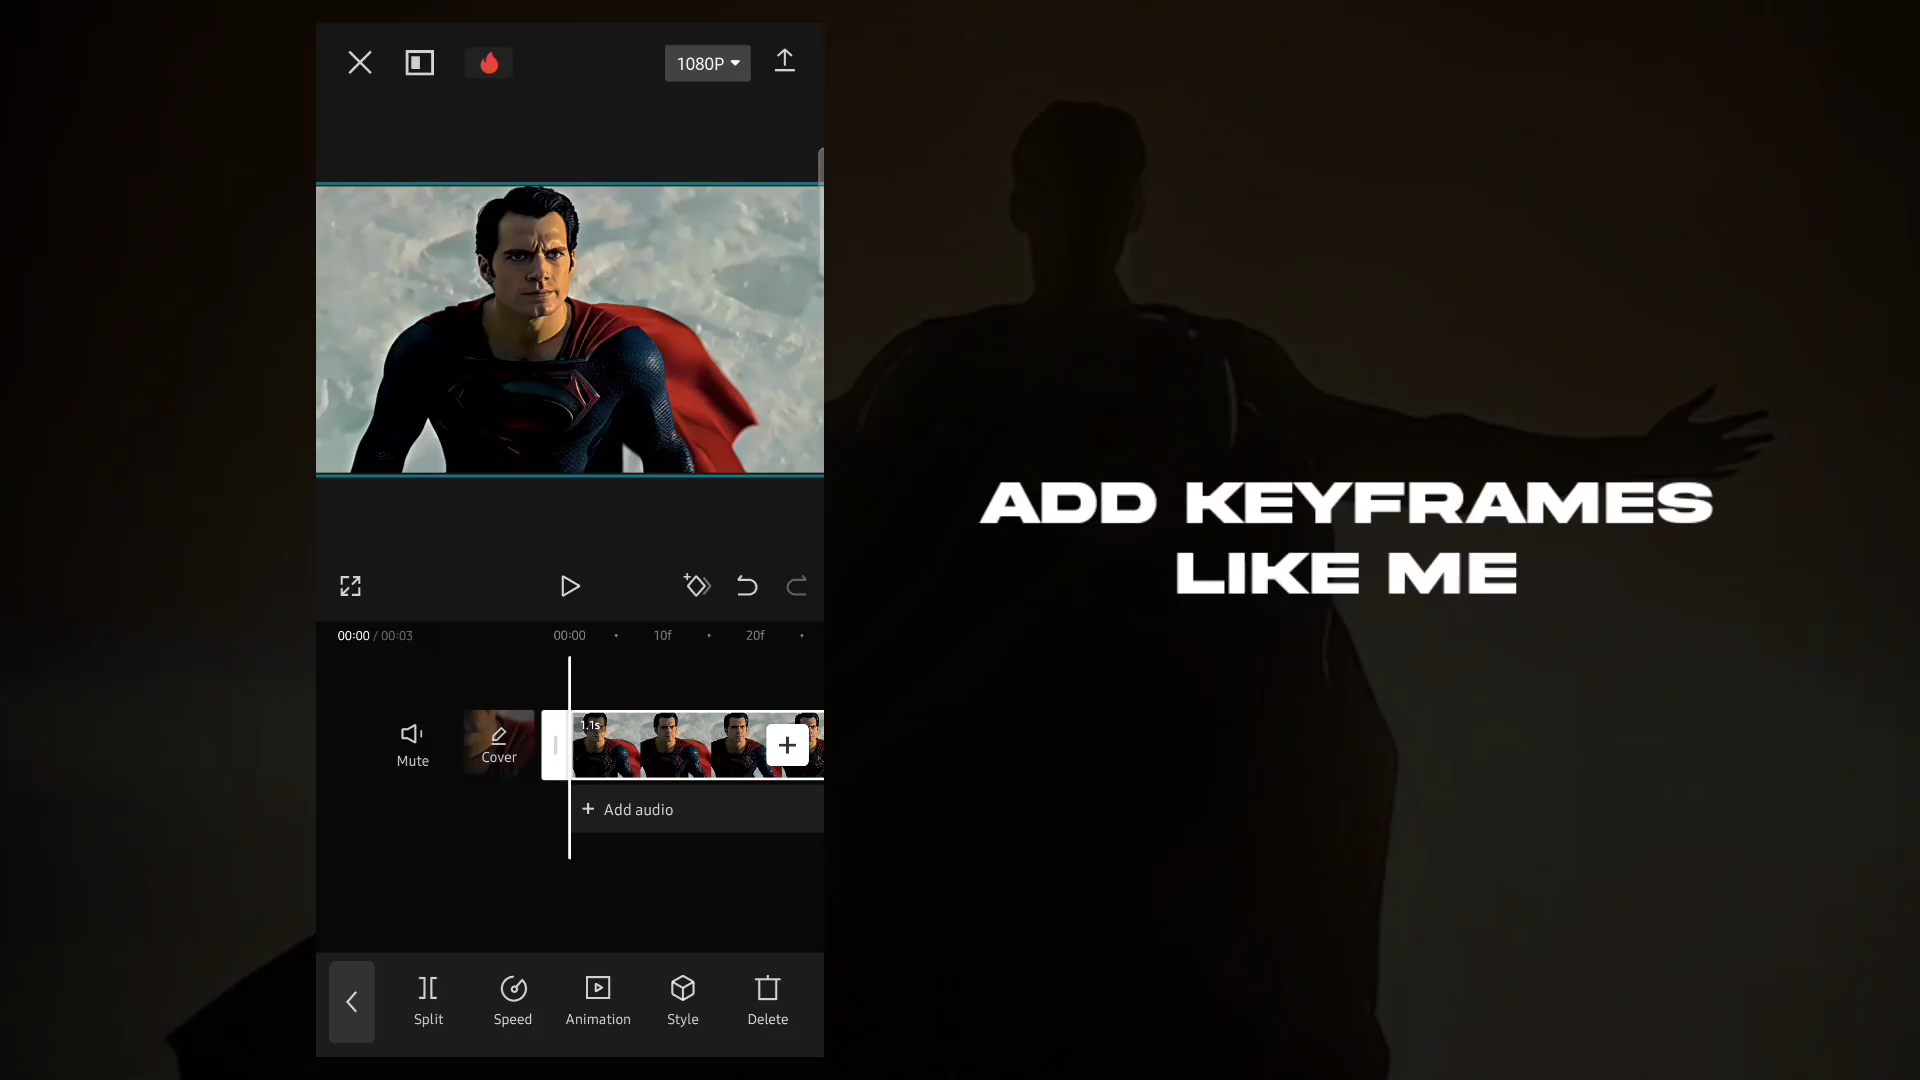 1080P
00:00 / 00:03
00:00
10f
20f
1.1s
Mute
Cover
+ Add audio
Split
Speed
Animation
Style
Delete
ADD KEYFRAMES
LIKE ME